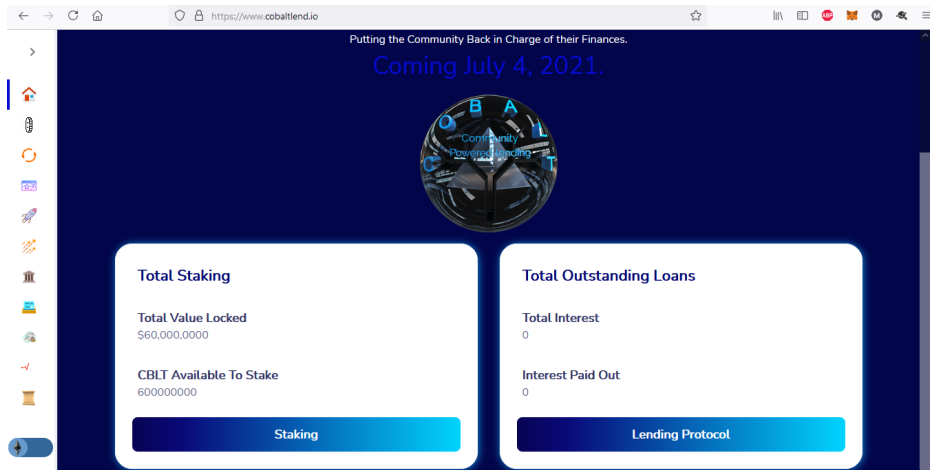 https://www.cobaltlend.io
ABP
M
Putting the Community Back in Charge of their Finances.
Coming July 4, 2021.
COBALT
Community
Powered lending
Total Staking
Total Value Locked
$60,000,0000
CBLT Available To Stake
600000000
Staking
Total Outstanding Loans
Total Interest
0
Interest Paid Out
0
Lending Protocol